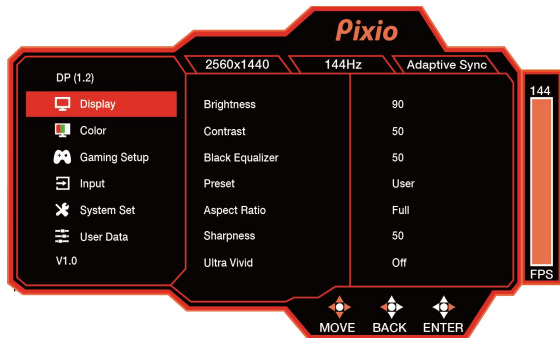 Pixio
2560x1440 144Hz Adaptive Sync
DP (1.2)
Display
Color
Gaming Setup
Input
System Set
User Data
V1.0
Brightness 90
Contrast 50
Black Equalizer 50
Preset User
Aspect Ratio Full
Sharpness 50
Ultra Vivid Off
144
FPS
MOVE BACK ENTER